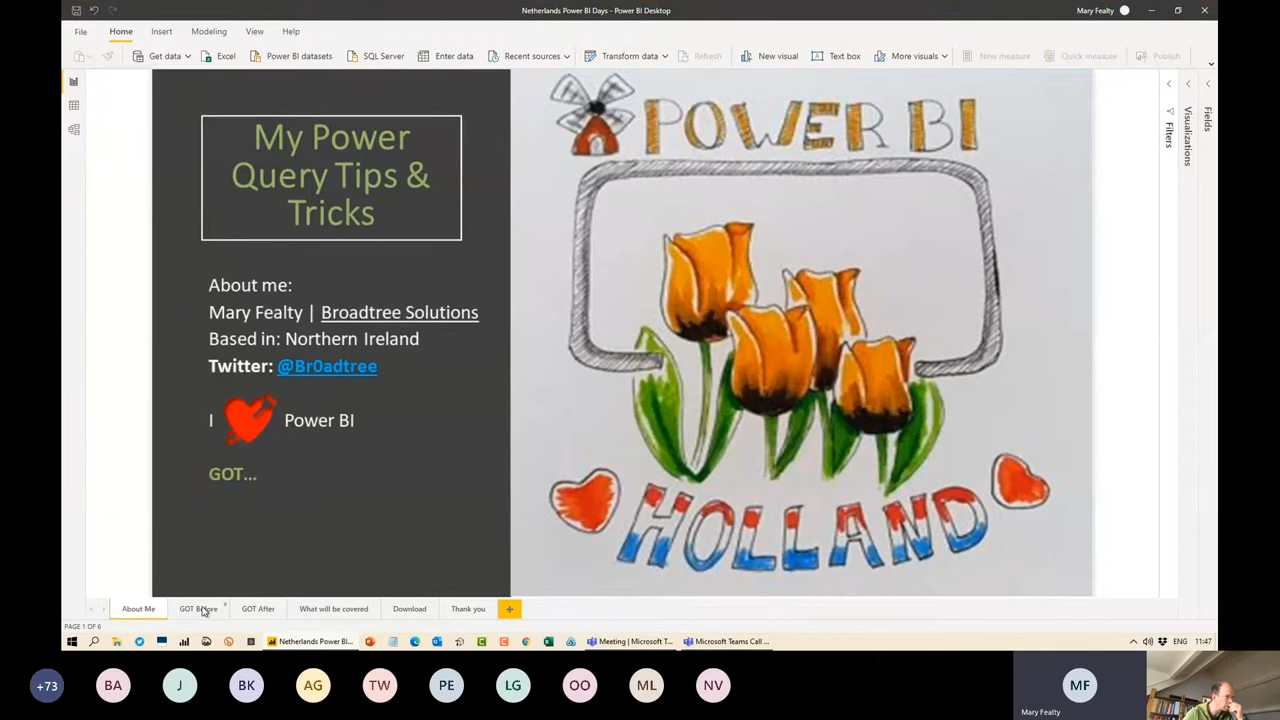 Netherlands Power BI Days - Power BI Desktop
Mary Fealty
File
Home
Insert
Modeling
View
Help
Get data
Excel
Power BI datasets
SQL Server
Enter data
Recent sources
Transform data
Refresh
New visual
Text box
More visuals
New measure
Quick measure
Publish
My Power
Query Tips &
Tricks
About me:
Mary Fealty | Broadtree Solutions
Based in: Northern Ireland
Twitter: @Br0adtree
I Power BI
GOT...
POWER BI
HOLLAND
Filters
Visualizations
Fields
About Me
GOT Before
GOT After
What will be covered
Download
Thank you
PAGE 1 OF 6
Netherlands Power BI...
Meeting | Microsoft T...
Microsoft Teams Call ...
ENG
11:47
+73
BA
J
BK
AG
TW
PE
LG
OO
ML
NV
MF
Mary Fealty